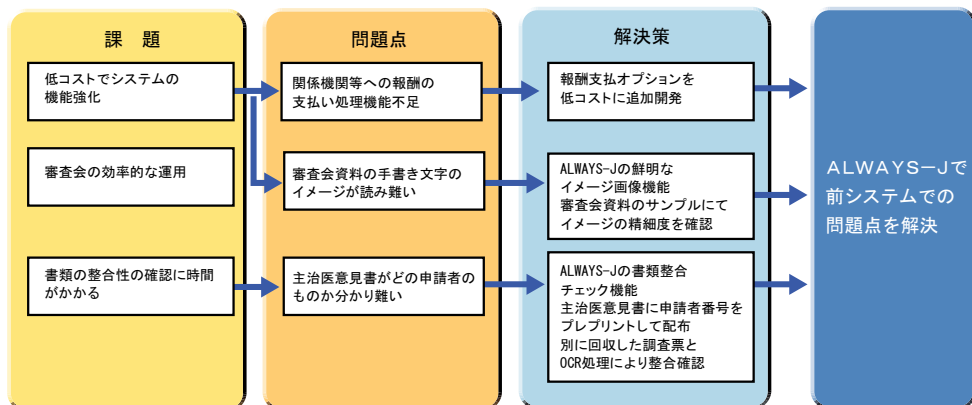 課　題
低コストでシステムの
機能強化
審査会の効率的な運用
書類の整合性の確認に時間
がかかる
問題点
関係機関等への報酬の
支払い処理機能不足
審査会資料の手書き文字の
イメージが読み難い
主治医意見書がどの申請者の
ものか分かり難い
解決策
報酬支払オプションを
低コストに追加開発
ALWAYS-Jの鮮明な
イメージ画像機能
審査会資料のサンプルにて
イメージの精細度を確認
ALWAYS-Jの書類整合
チェック機能
主治医意見書に申請者番号を
プレプリントして配布
別に回収した調査票と
OCR処理により整合確認
ＡＬＷＡＹＳ－Ｊで
前システムでの
問題点を解決